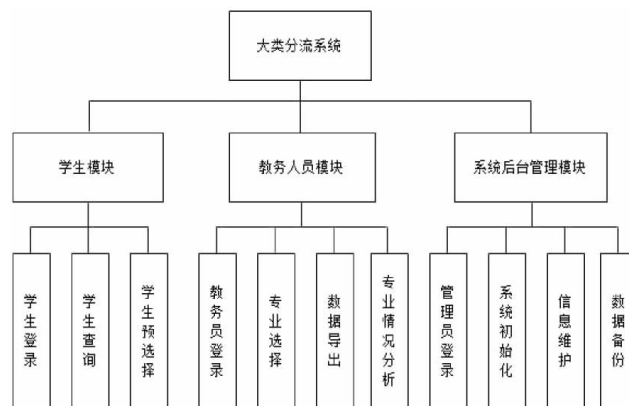 大类分流系统
学生模块
教务人员模块
系统后台管理模块
学生登录
学生查询
学生预选择
教务员登录
专业选择
数据导出
专业情况分析
管理员登录
系统初始化
信息维护
数据备份